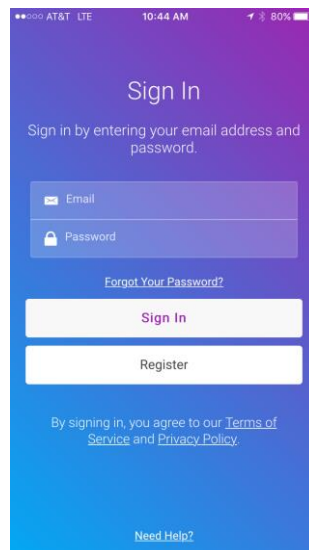 AT&T LTE 10:44 AM 80%
Sign In
Sign in by entering your email address and
password.
Email
Password
Forgot Your Password?
Sign In
Register
By signing in, you agree to our Terms of
Service and Privacy Policy.
Need Help?